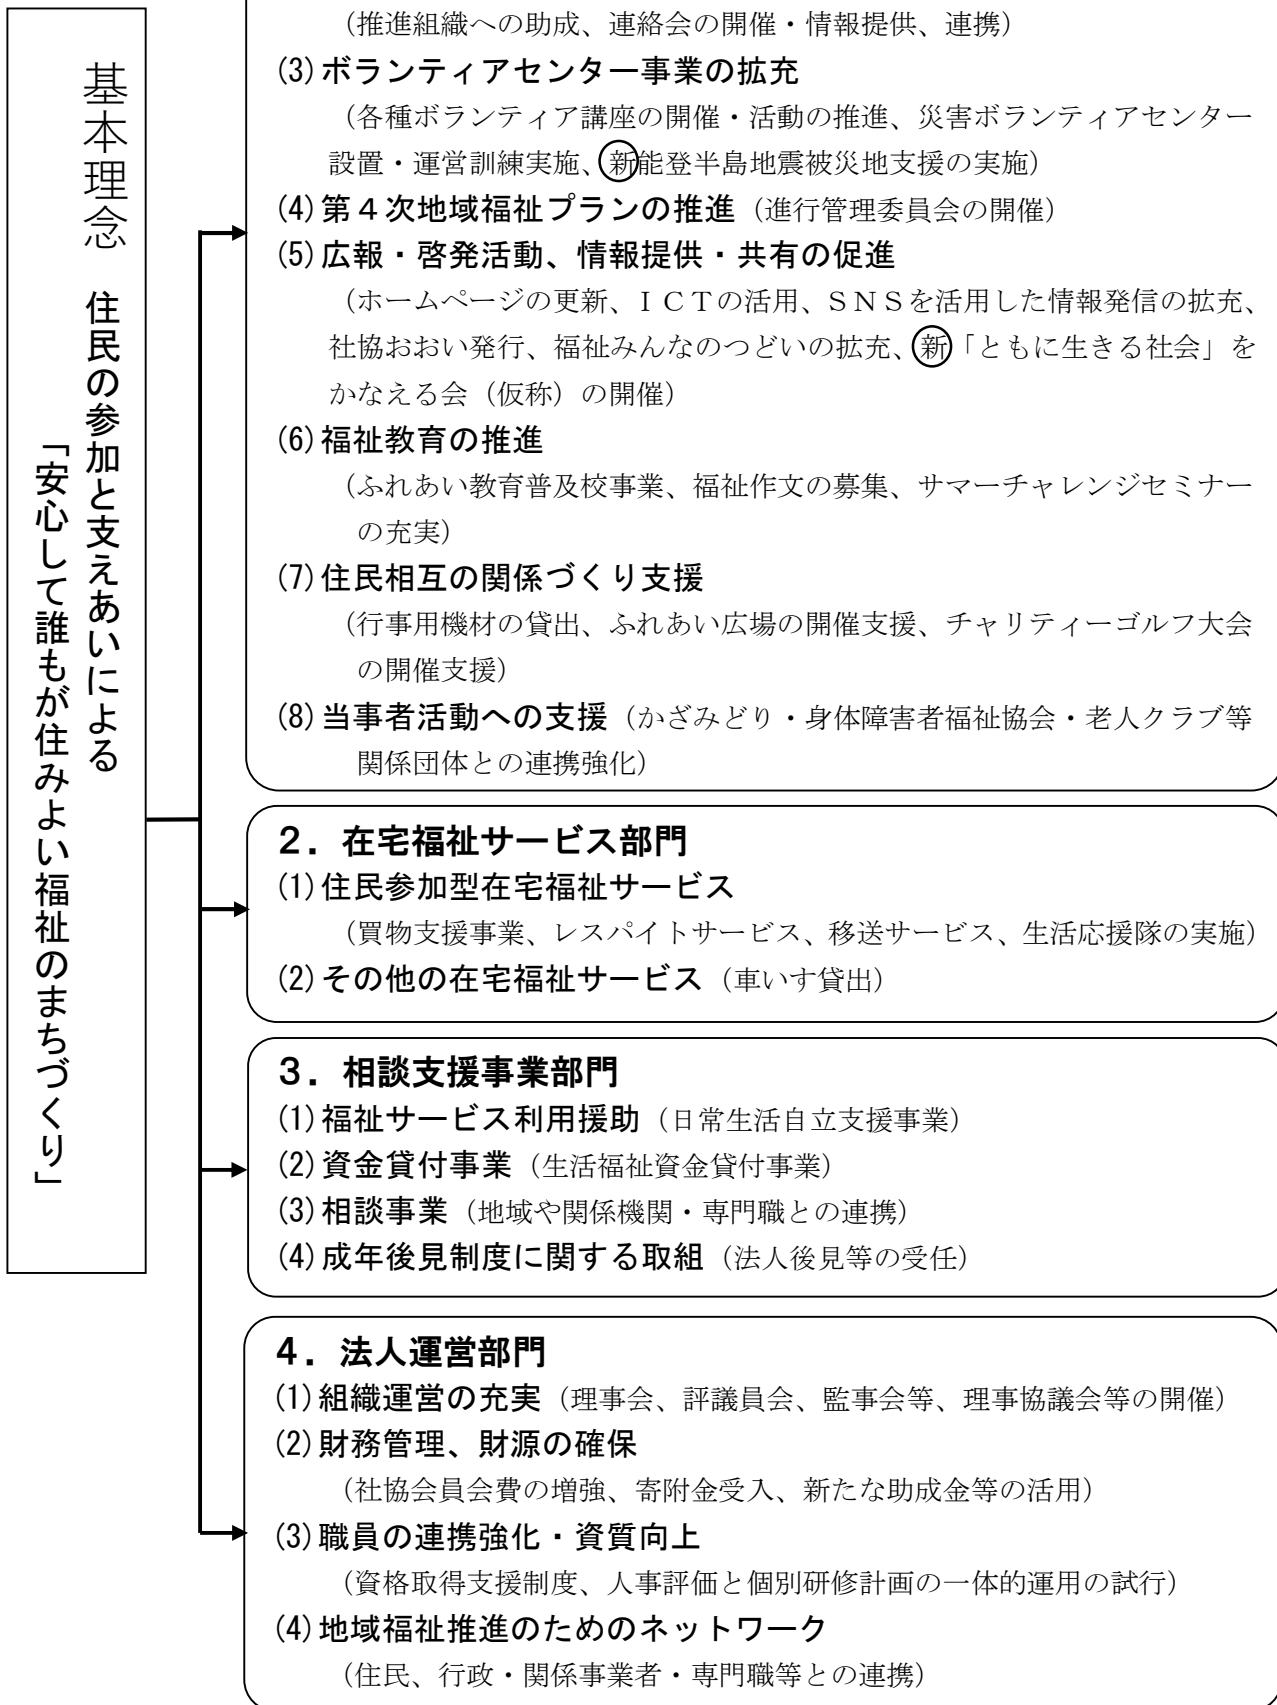 基本理念　住民の参加と支えあいによる
「安心して誰もが住みよい福祉のまちづくり」
（推進組織への助成、連絡会の開催・情報提供、連携）
(3)ボランティアセンター事業の拡充
（各種ボランティア講座の開催・活動の推進、災害ボランティアセンター
設置・運営訓練実施、新能登半島地震被災地支援の実施）
(4)第４次地域福祉プランの推進（進行管理委員会の開催）
(5)広報・啓発活動、情報提供・共有の促進
（ホームページの更新、ＩＣＴの活用、ＳＮＳを活用した情報発信の拡充、
社協おおい発行、福祉みんなのつどいの拡充、新「ともに生きる社会」を
かなえる会（仮称）の開催）
(6)福祉教育の推進
（ふれあい教育普及校事業、福祉作文の募集、サマーチャレンジセミナー
の充実）
(7)住民相互の関係づくり支援
（行事用機材の貸出、ふれあい広場の開催支援、チャリティーゴルフ大会
の開催支援）
(8)当事者活動への支援（かざみどり・身体障害者福祉協会・老人クラブ等
関係団体との連携強化）
２．在宅福祉サービス部門
(1)住民参加型在宅福祉サービス
（買物支援事業、レスパイトサービス、移送サービス、生活応援隊の実施）
(2)その他の在宅福祉サービス（車いす貸出）
３．相談支援事業部門
(1)福祉サービス利用援助（日常生活自立支援事業）
(2)資金貸付事業（生活福祉資金貸付事業）
(3)相談事業（地域や関係機関・専門職との連携）
(4)成年後見制度に関する取組（法人後見等の受任）
４．法人運営部門
(1)組織運営の充実（理事会、評議員会、監事会等、理事協議会等の開催）
(2)財務管理、財源の確保
（社協会員会費の増強、寄附金受入、新たな助成金等の活用）
(3)職員の連携強化・資質向上
（資格取得支援制度、人事評価と個別研修計画の一体的運用の試行）
(4)地域福祉推進のためのネットワーク
（住民、行政・関係事業者・専門職等との連携）